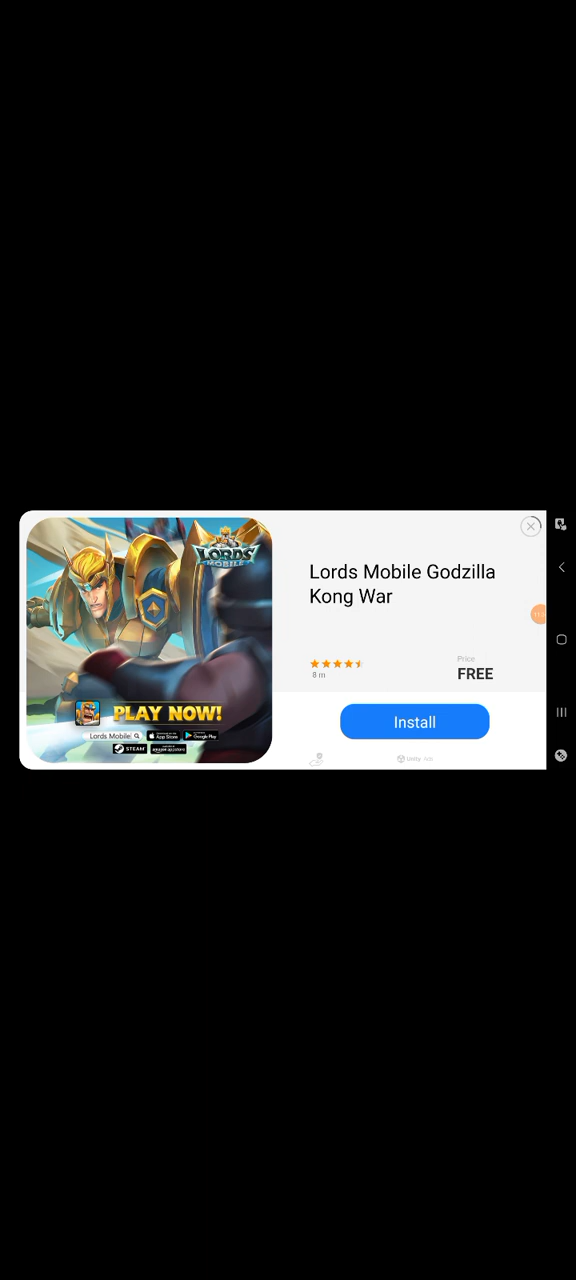 LORDS
MOBILE
Lords Mobile Godzilla
Kong War
8 m
Price
FREE
PLAY NOW!
Lords Mobile
App Store
Google Play
STEAM
amazon appstore
Install
Unity Ads